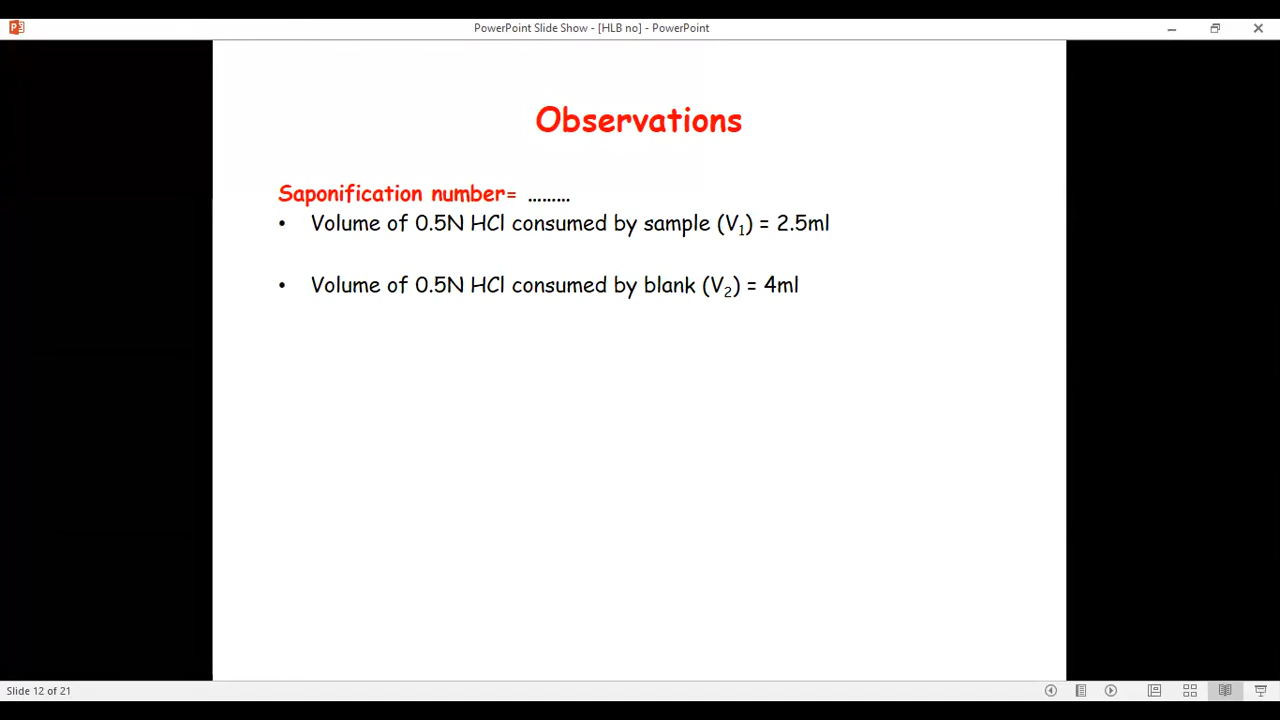 PowerPoint Slide Show - [HLB no] - PowerPoint
Observations
Saponification number= .........
• Volume of 0.5N HCl consumed by sample (V₁) = 2.5ml
• Volume of 0.5N HCl consumed by blank (V₂) = 4ml
Slide 12 of 21